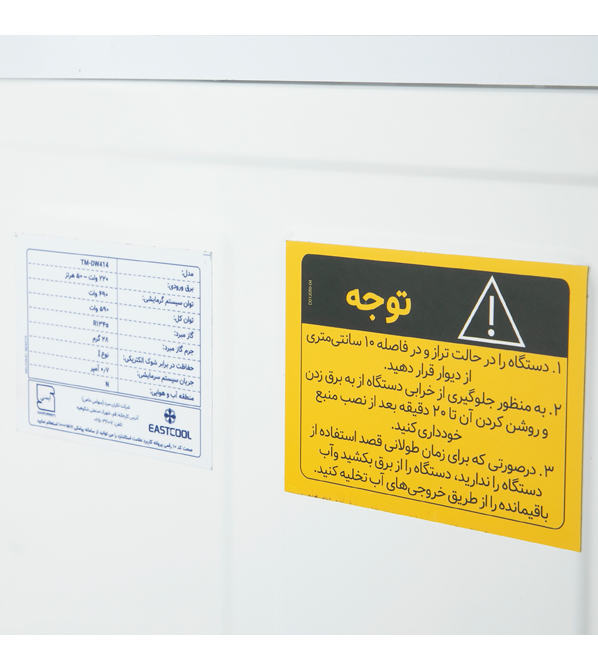 توجه
۱. دستگاه را در حالت تراز و در فاصله ۱۰ سانتی‌متری
از دیوار قرار دهید.
۲. به منظور جلوگیری از خرابی دستگاه از به برق زدن
و روشن کردن آن تا ۲۰ دقیقه بعد از نصب منبع
خودداری کنید.
۳. درصورتی که برای زمان طولانی قصد استفاده از
دستگاه را ندارید، دستگاه را از برق بکشید وآب
باقیمانده را از طریق خروجی‌های آب تخلیه کنید.
مدل: TM-DW414
برق ورودی: ۲۲۰ ولت - ۵۰ هرتز
توان سیستم گرمایشی: ۴۹۰ وات
توان کل: ۵۹۰ وات
گاز مبرد: R134a
جرم گاز مبرد: ۲۸ گرم
حفاظت در برابر شوک الکتریکی: نوع I
جریان سیستم سرمایشی: ۰/۷ آمپر
منطقه آب و هوایی: N
EASTCOOL